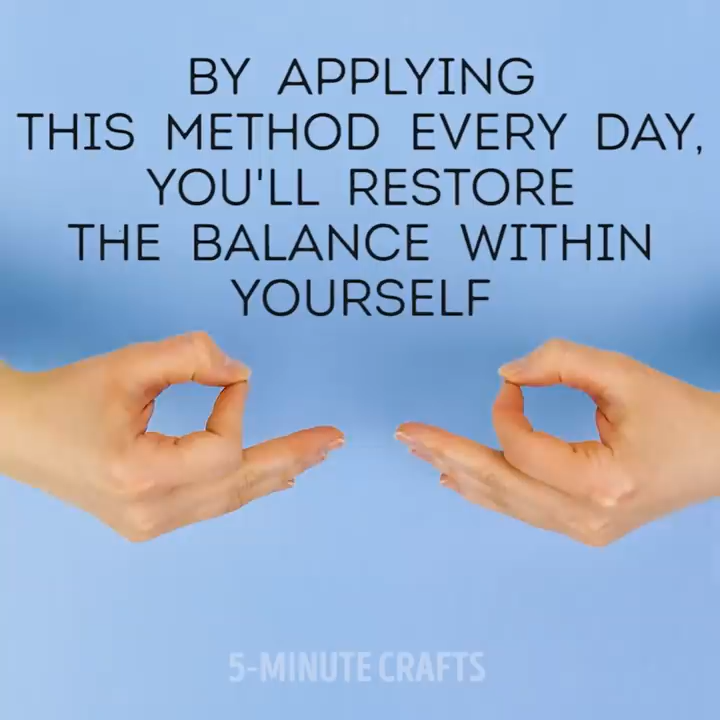 BY APPLYING
THIS METHOD EVERY DAY,
YOU'LL RESTORE
THE BALANCE WITHIN
YOURSELF
5-MINUTE CRAFTS